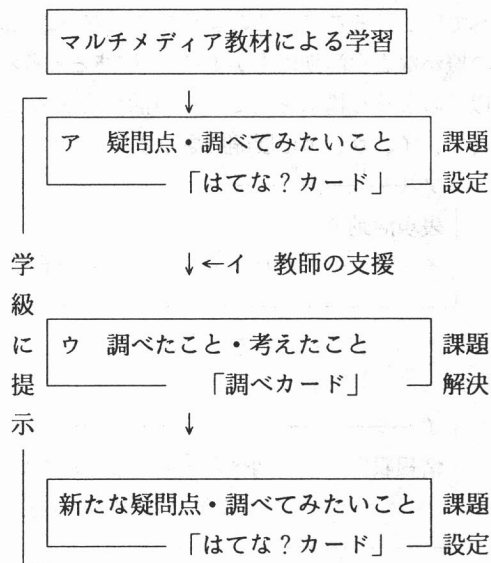 マルチメディア教材による学習
↓
ア 疑問点・調べてみたいこと 課題
「はてな？カード」 設定
↓←イ 教師の支援
学級に提示
ウ 調べたこと・考えたこと 課題
「調べカード」 解決
↓
新たな疑問点・調べてみたいこと 課題
「はてな？カード」 設定